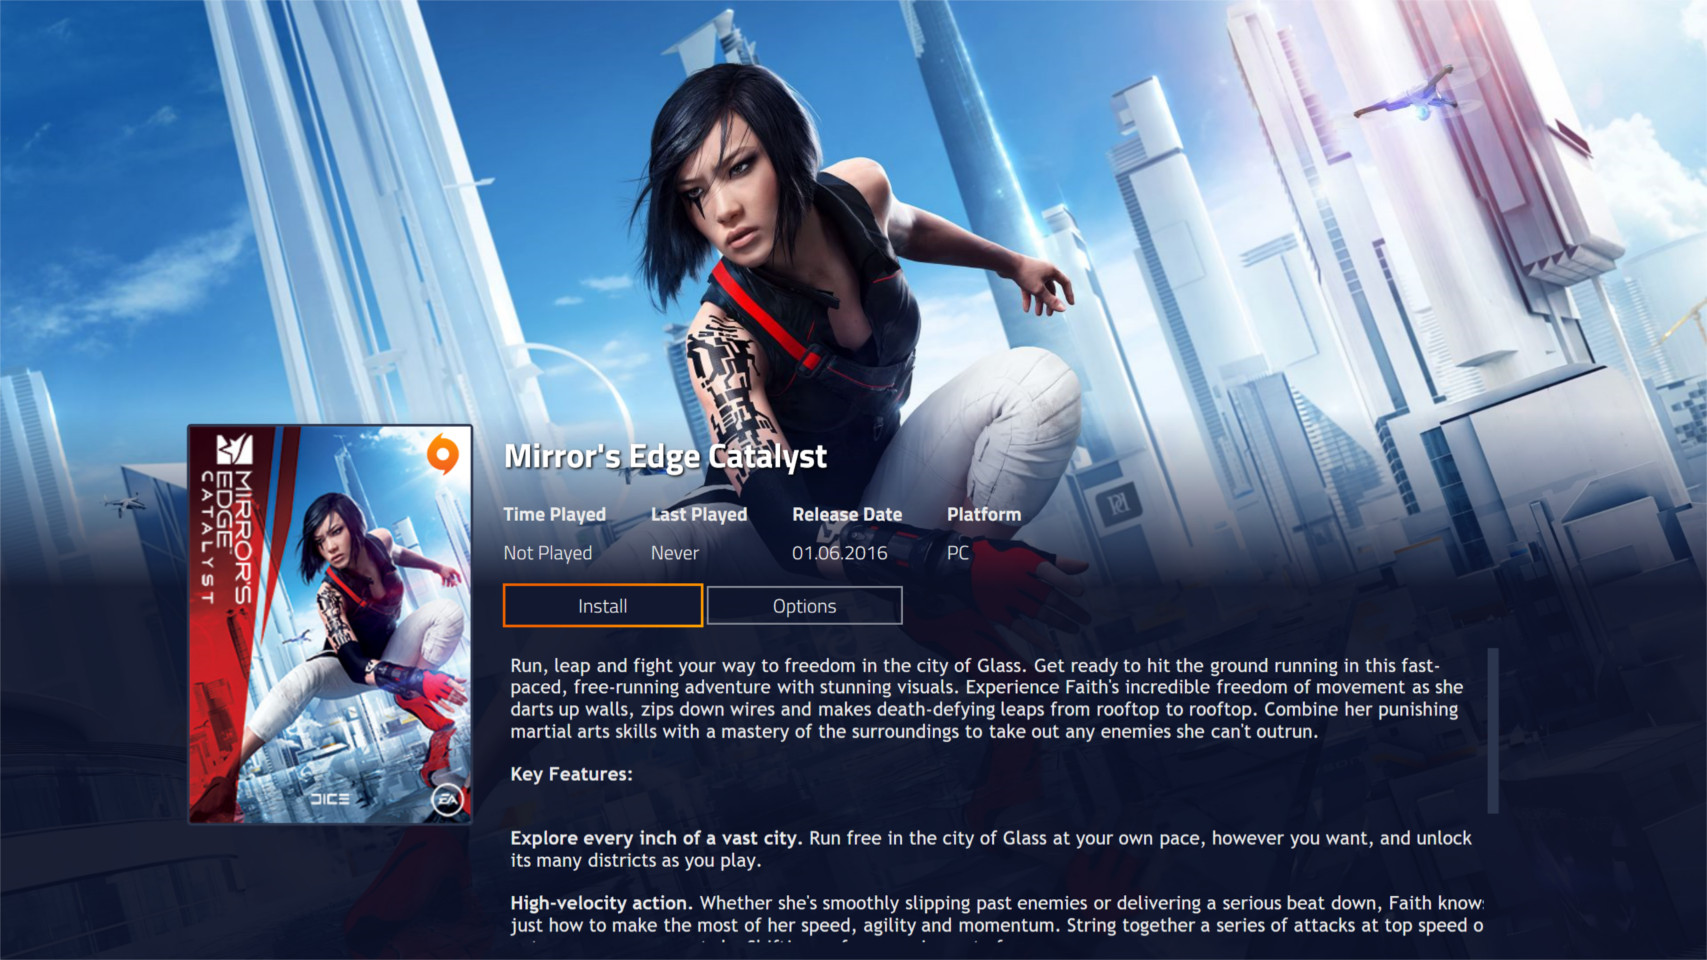 Mirror's Edge Catalyst
Time Played
Last Played
Release Date
Platform
Not Played
Never
01.06.2016
PC
Install
Options
MIRROR'S
EDGE
CATALYST
DICE
EA
Run, leap and fight your way to freedom in the city of Glass. Get ready to hit the ground running in this fast-
paced, free-running adventure with stunning visuals. Experience Faith's incredible freedom of movement as she
darts up walls, zips down wires and makes death-defying leaps from rooftop to rooftop. Combine her punishing
martial arts skills with a mastery of the surroundings to take out any enemies she can't outrun.
Key Features:
Explore every inch of a vast city. Run free in the city of Glass at your own pace, however you want, and unlock
its many districts as you play.
High-velocity action. Whether she's smoothly slipping past enemies or delivering a serious beat down, Faith know
just how to make the most of her speed, agility and momentum. String together a series of attacks at top speed o